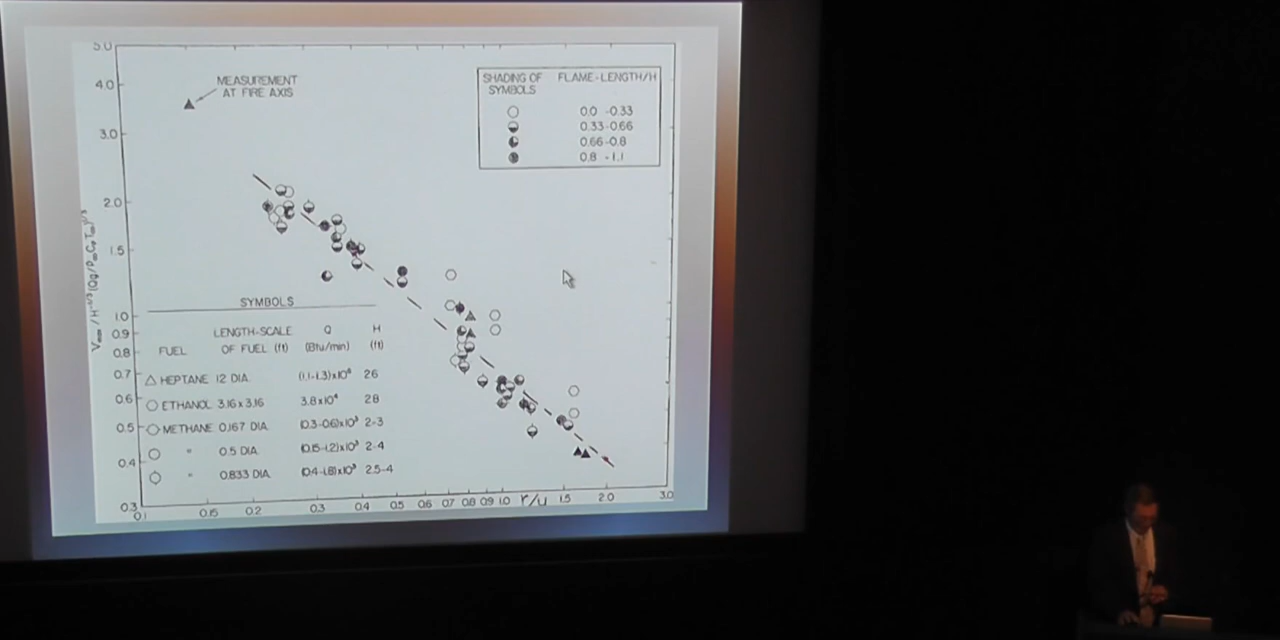 5.0
4.0
3.0
2.0
1.5
1.0
0.9
0.8
0.7
0.6
0.5
0.4
0.3
MEASUREMENT
AT FIRE AXIS
SHADING OF FLAME-LENGTH/H
SYMBOLS
0.0 -0.33
0.33-0.66
0.66-0.8
0.8 -1.1
SYMBOLS
LENGTH-SCALE Q H
FUEL OF FUEL (ft) (Btu/min) (ft)
HEPTANE 12 DIA. (1.1-1.3)x10⁶ 26
ETHANOL 3.16x3.16 3.8x10⁴ 28
METHANE 0.167 DIA. (0.3-0.6)x10³ 2-3
" 0.5 DIA. (0.15-1.2)x10³ 2-4
" 0.833 DIA. (0.4-1.8)x10³ 2.5-4
0.1 0.15 0.2 0.3 0.4 0.5 0.6 0.7 0.8 0.9 1.0 1.5 2.0 3.0